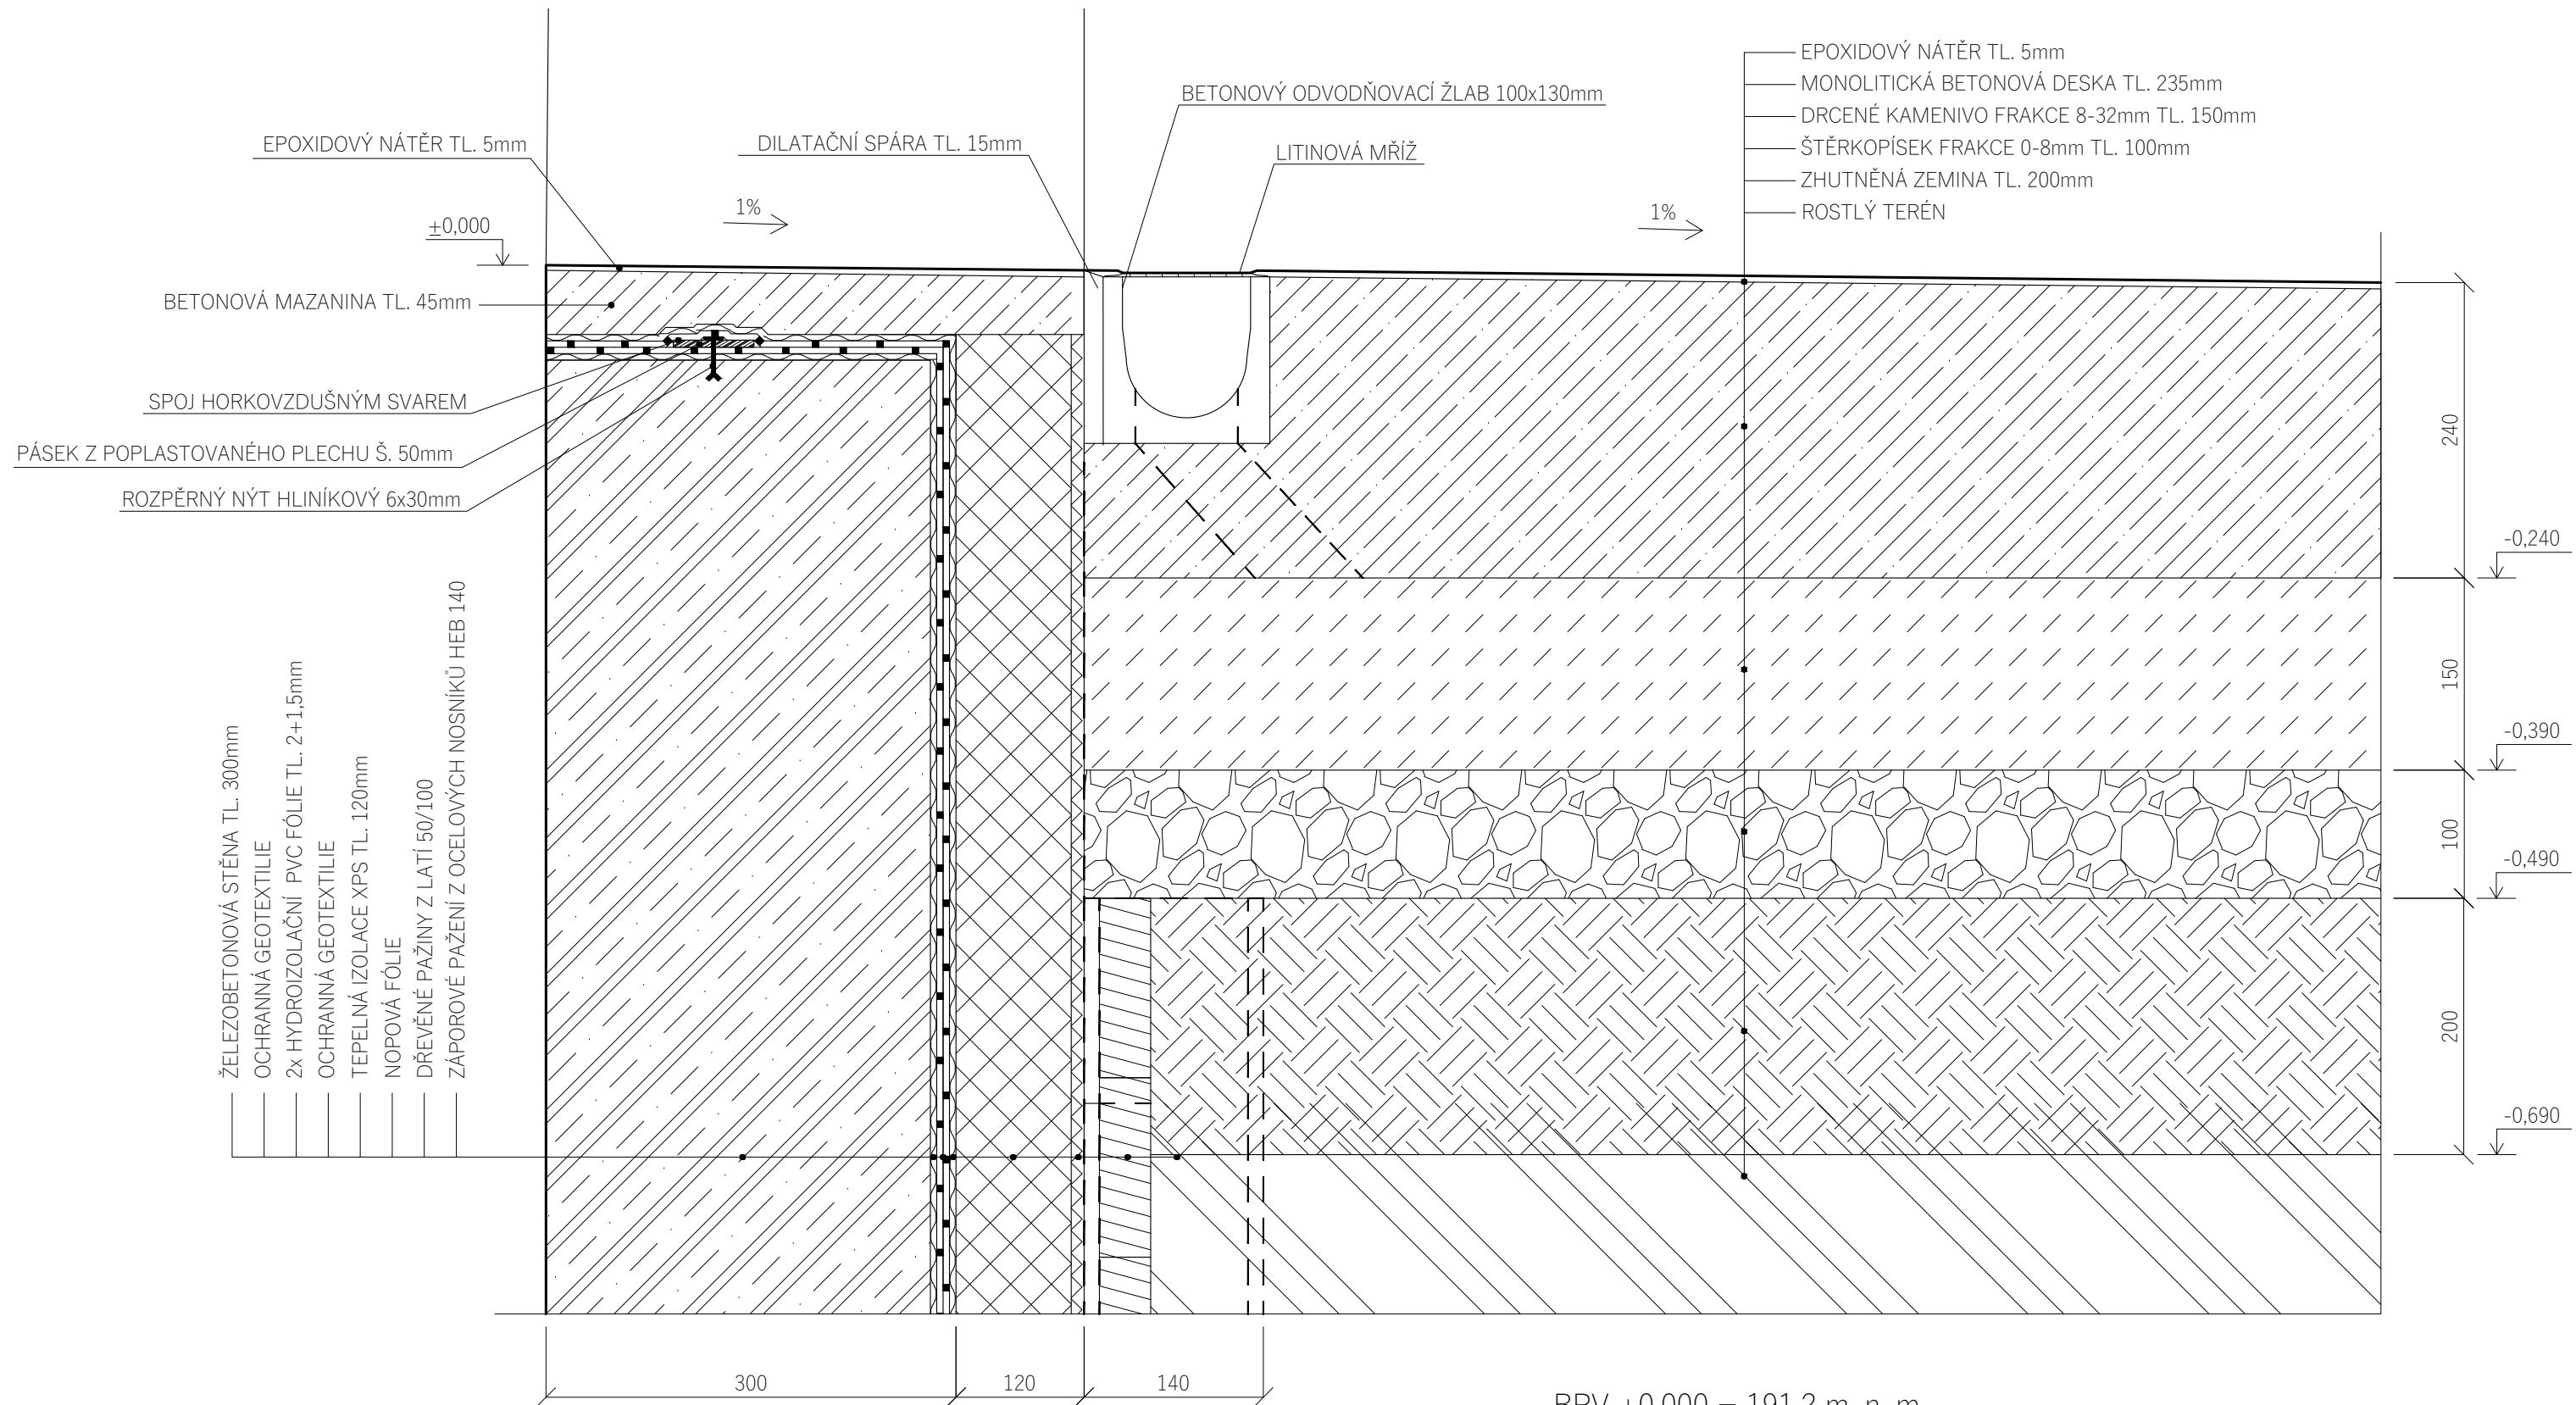 EPOXIDOVÝ NÁTĚR TL. 5mm
MONOLITICKÁ BETONOVÁ DESKA TL. 235mm
DRCENÉ KAMENIVO FRAKCE 8-32mm TL. 150mm
ŠTĚRKOPÍSEK FRAKCE 0-8mm TL. 100mm
ZHUTNĚNÁ ZEMINA TL. 200mm
ROSTLÝ TERÉN
BETONOVÝ ODVODŇOVACÍ ŽLAB 100x130mm
EPOXIDOVÝ NÁTĚR TL. 5mm
DILATAČNÍ SPÁRA TL. 15mm
LITINOVÁ MŘÍŽ
1%
1%
±0,000
BETONOVÁ MAZANINA TL. 45mm
SPOJ HORKOVZDUŠNÝM SVAREM
PÁSEK Z POPLASTOVANÉHO PLECHU Š. 50mm
ROZPĚRNÝ NÝT HLINÍKOVÝ 6x30mm
ŽELEZOBETONOVÁ STĚNA TL. 300mm
OCHRANNÁ GEOTEXTILIE
2x HYDROIZOLAČNÍ PVC FÓLIE TL. 2+1,5mm
OCHRANNÁ GEOTEXTILIE
TEPELNÁ IZOLACE XPS TL. 120mm
NOPOVÁ FÓLIE
DŘEVĚNÉ PAŽINY Z LATÍ 50/100
ZÁPOROVÉ PAŽENÍ Z OCELOVÝCH NOSNÍKŮ HEB 140
240
-0,240
150
-0,390
100
-0,490
200
-0,690
300
120
140
BPV ±0,000 = 191,2 m. n. m.